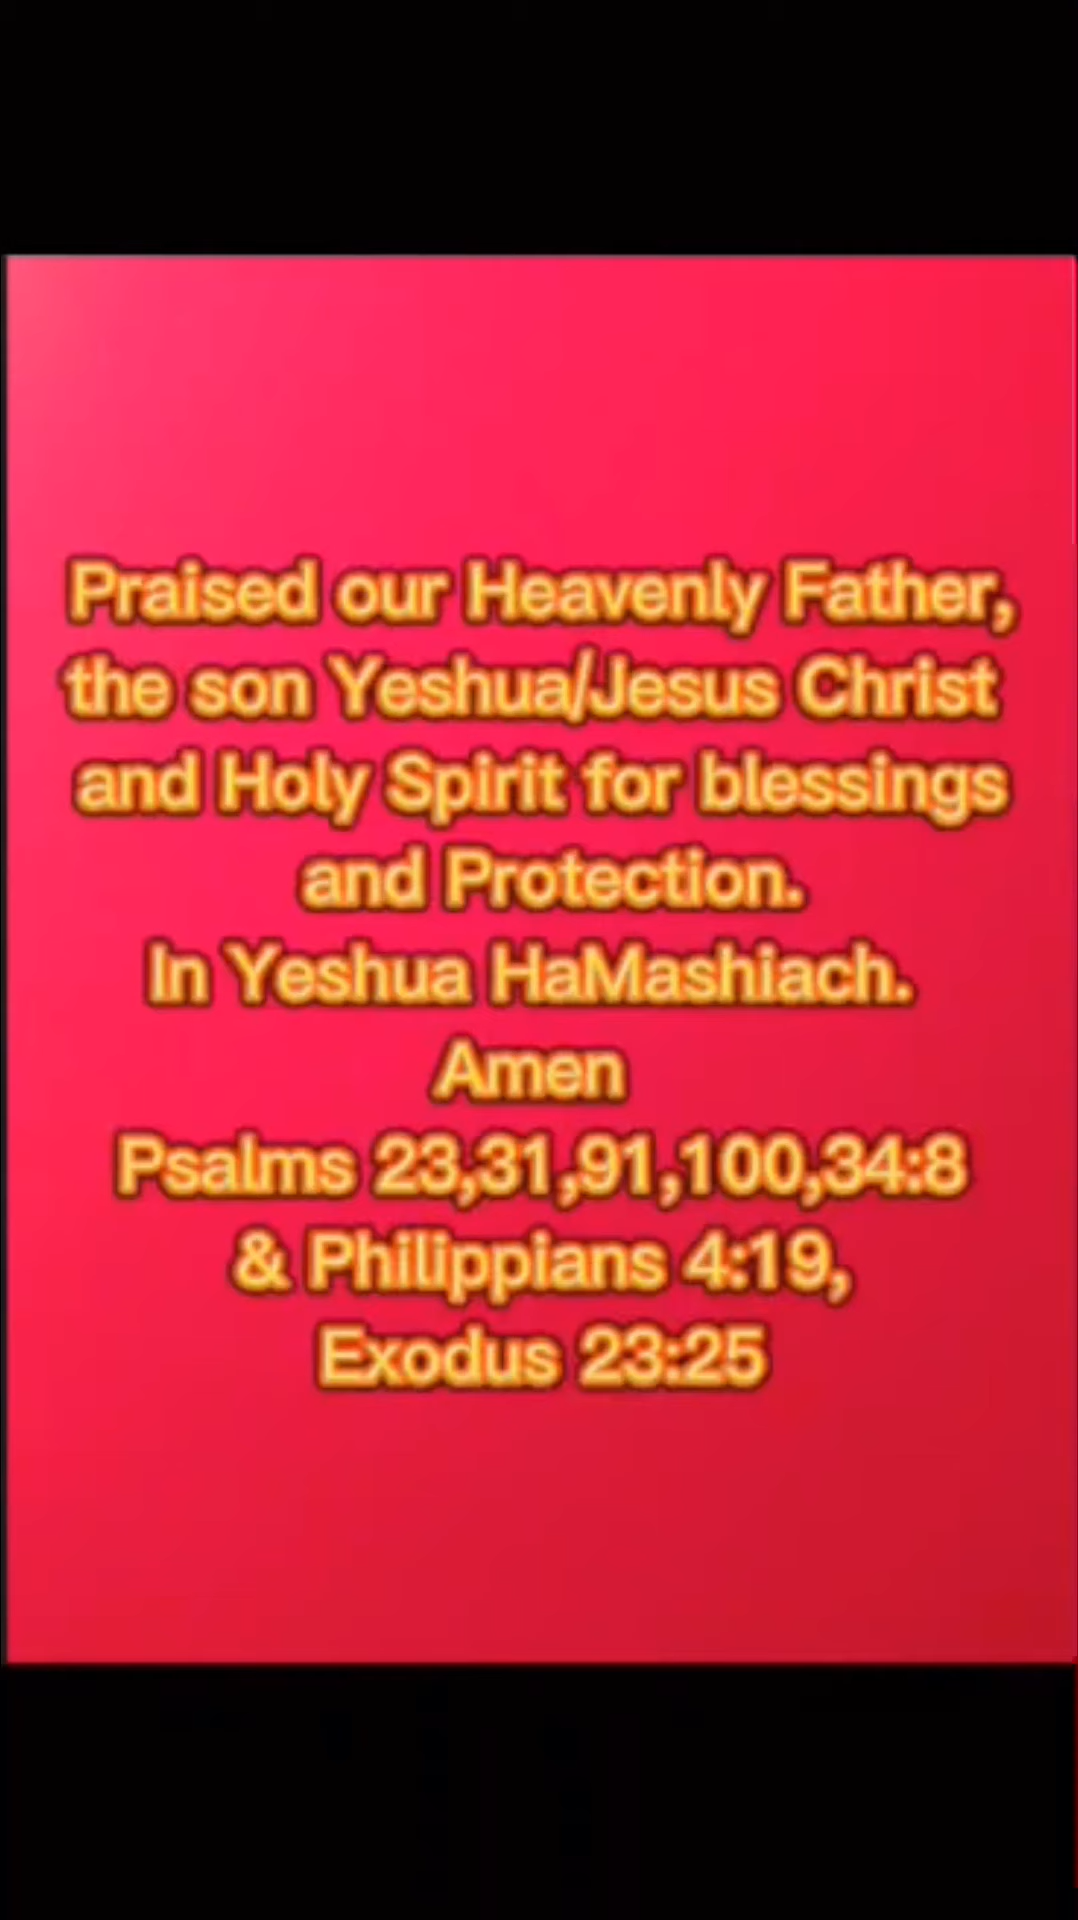 Praised our Heavenly Father,
the son Yeshua/Jesus Christ
and Holy Spirit for blessings
and Protection.
In Yeshua HaMashiach.
Amen
Psalms 23,31,91,100,34:8
& Philippians 4:19,
Exodus 23:25